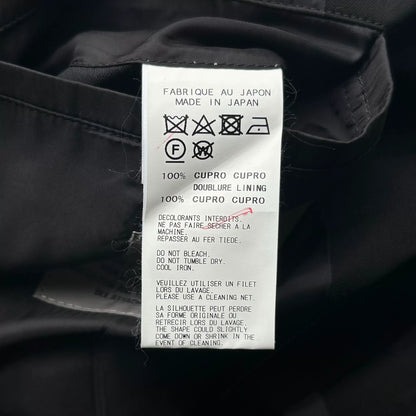 FABRIQUE AU JAPON
MADE IN JAPAN
F W
100% CUPRO CUPRO
DOUBLURE LINING
100% CUPRO CUPRO
DECOLORANTS INTERDITS.
NE PAS FAIRE SECHER A LA
MACHINE.
REPASSER AU FER TIEDE.
DO NOT BLEACH.
DO NOT TUMBLE DRY.
COOL IRON.
VEUILLEZ UTILISER UN FILET
LORS DU LAVAGE.
PLEASE USE A CLEANING NET.
LA SILHOUETTE PEUT PERDRE
SA FORME ORIGINALE OU
RETRECIR LORS DU LAVAGE.
THE SHAPE COULD SLIGHTLY
COME DOWN OR SHRINK IN THE
EVENT OF CLEANING.